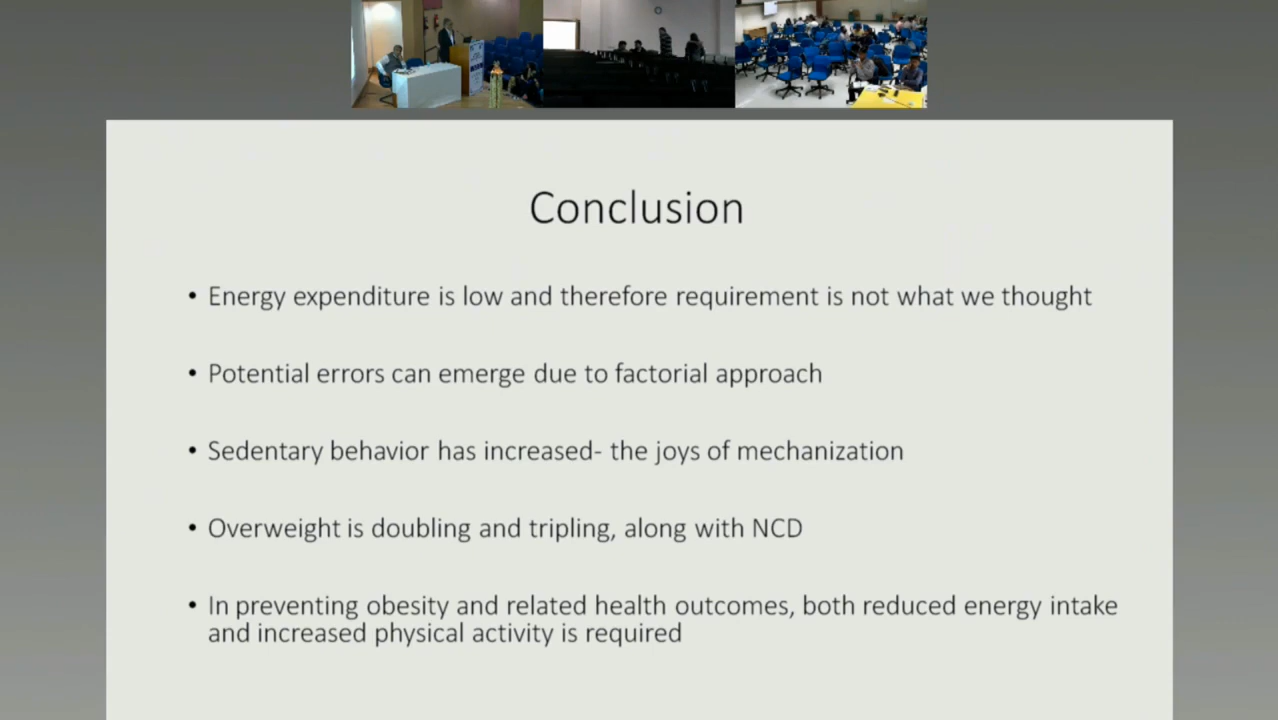 Conclusion
• Energy expenditure is low and therefore requirement is not what we thought
• Potential errors can emerge due to factorial approach
• Sedentary behavior has increased- the joys of mechanization
• Overweight is doubling and tripling, along with NCD
• In preventing obesity and related health outcomes, both reduced energy intake
and increased physical activity is required